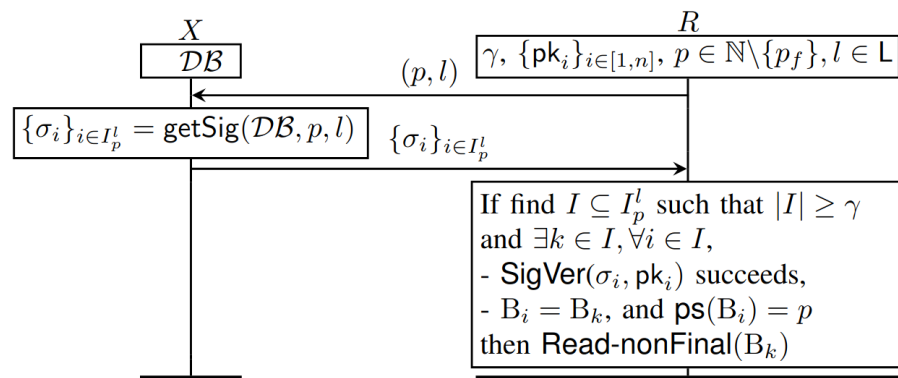 X R
𝒟ℬ γ, {pk_i}_{i∈[1,n]}, p ∈ ℕ\{p_f}, l ∈ L
(p, l)
{σ_i}_{i∈I_p^l} = getSig(𝒟ℬ, p, l)
{σ_i}_{i∈I_p^l}
If find I ⊆ I_p^l such that |I| ≥ γ
and ∃k ∈ I, ∀i ∈ I,
- SigVer(σ_i, pk_i) succeeds,
- B_i = B_k, and ps(B_i) = p
then Read-nonFinal(B_k)